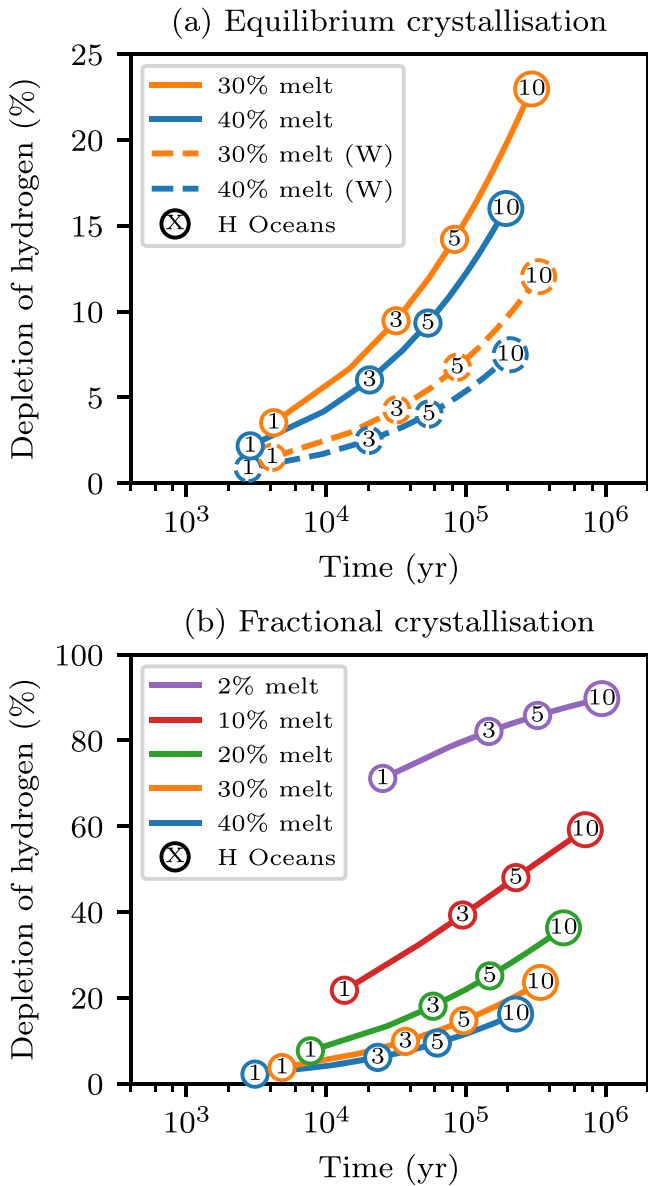 (a) Equilibrium crystallisation
Depletion of hydrogen (%)
25
20
15
10
5
0
30% melt
40% melt
30% melt (W)
40% melt (W)
X H Oceans
10
5
3
1
10
5
3
1
10
5
3
1
10
5
3
1
10³ 10⁴ 10⁵ 10⁶
Time (yr)
(b) Fractional crystallisation
Depletion of hydrogen (%)
100
80
60
40
20
0
2% melt
10% melt
20% melt
30% melt
40% melt
X H Oceans
1 3 5 10
1 3 5 10
1 3 5 10
1 3 5 10
1 3 5 10
10³ 10⁴ 10⁵ 10⁶
Time (yr)